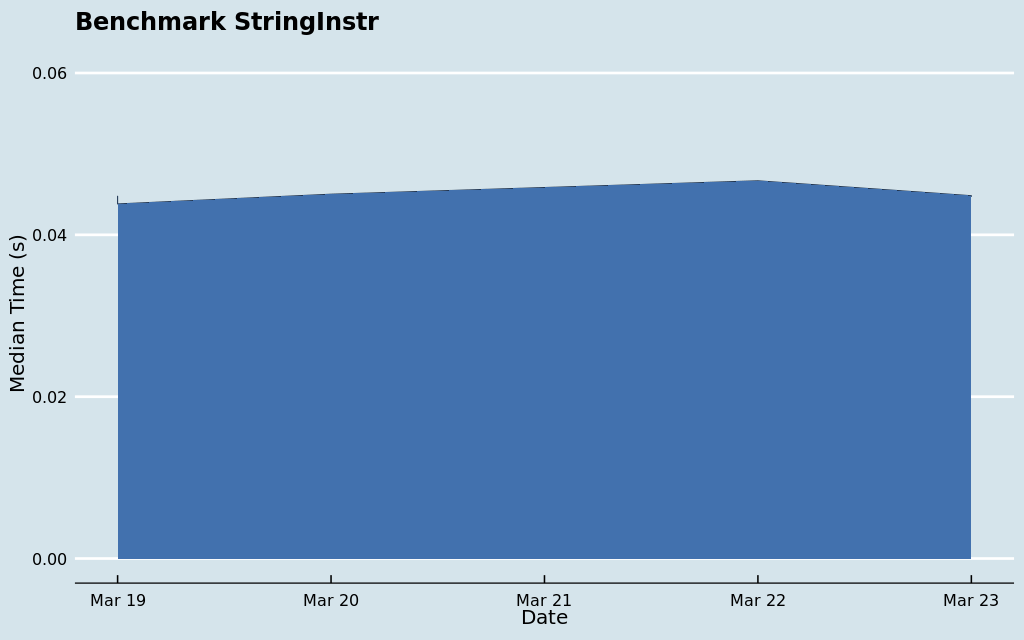 Benchmark StringInstr
0.06
0.04
0.02
0.00
Median Time (s)
Mar 19
Mar 20
Mar 21
Mar 22
Mar 23
Date